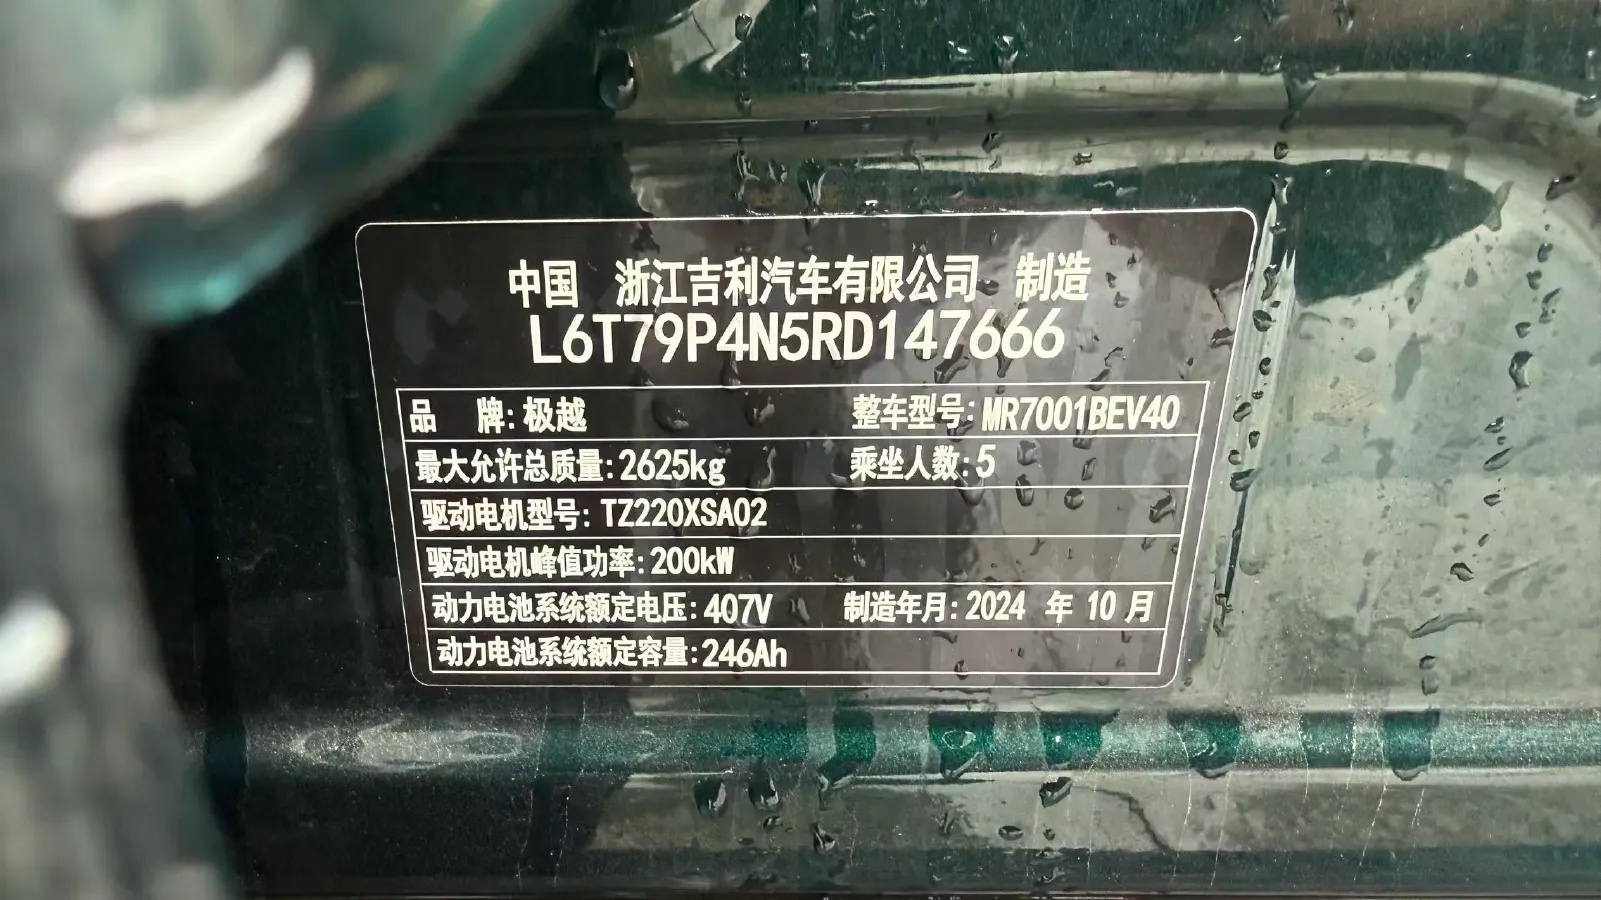 中国 浙江吉利汽车有限公司 制造
L6T79P4N5RD147666
品 牌:极越 整车型号:MR7001BEV40
最大允许总质量:2625kg 乘坐人数:5
驱动电机型号:TZ220XSA02
驱动电机峰值功率:200kW
动力电池系统额定电压:407V 制造年月:2024 年 10 月
动力电池系统额定容量:246Ah